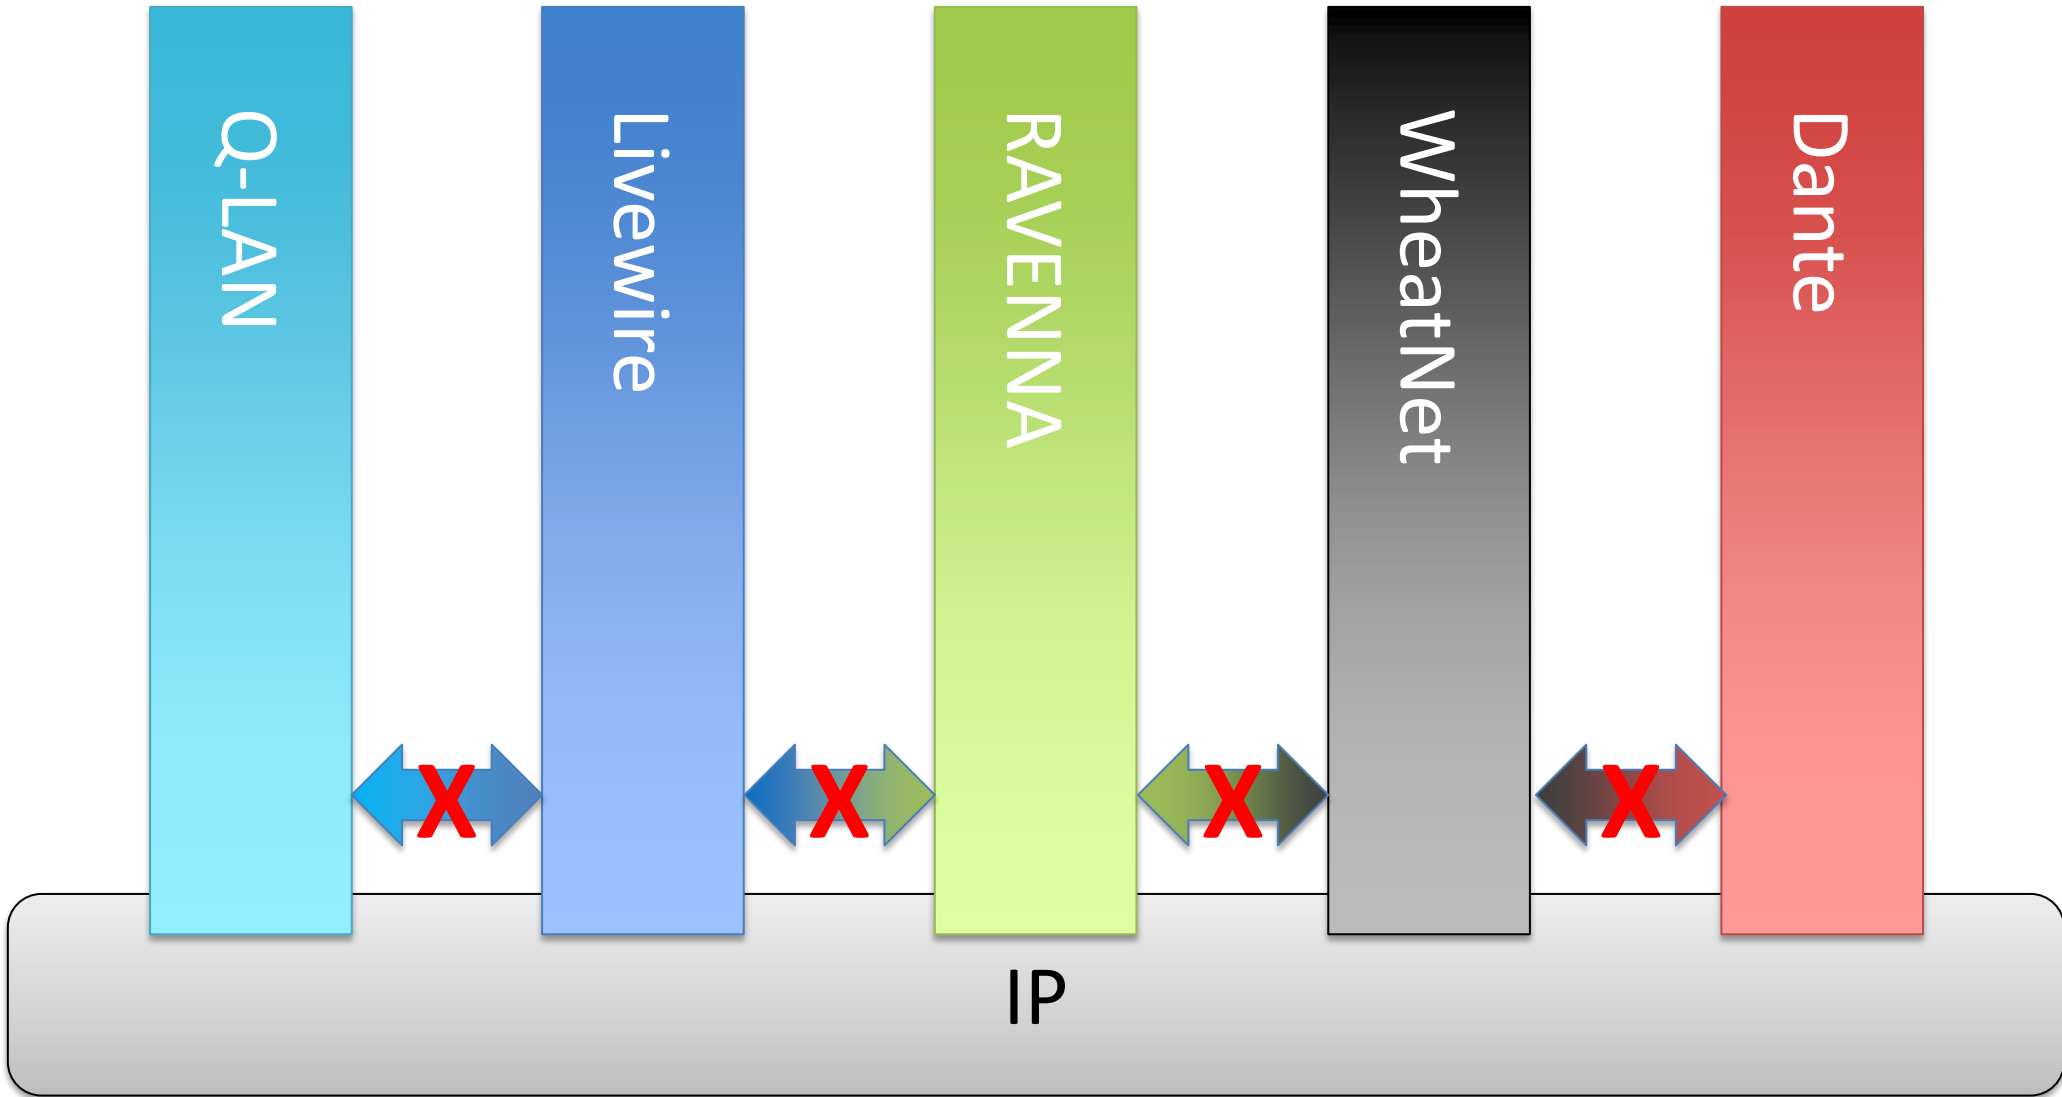 Q-LAN
Livewire
RAVENNA
WheatNet
Dante
X
X
X
X
IP